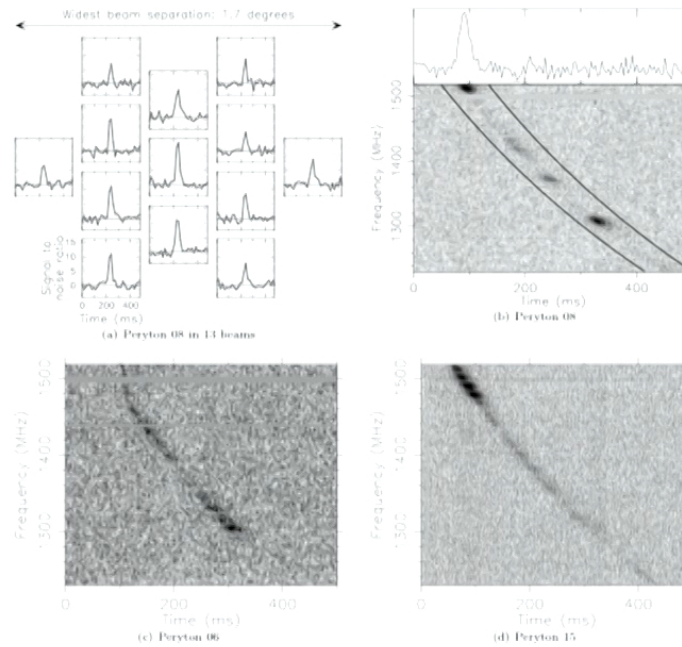 Widest beam separation: 1.7 degrees
Signal to
noise ratio
15
10
5
0
0 200 400
Time (ms)
(a) Peryton 08 in 13 beams
Frequency (MHz)
1500
1400
1300
0 200 400
Time (ms)
(b) Peryton 08
Frequency (MHz)
1500
1400
1300
0 200 400
Time (ms)
(c) Peryton 06
Frequency (MHz)
1500
1400
1300
0 200 400
Time (ms)
(d) Peryton 15